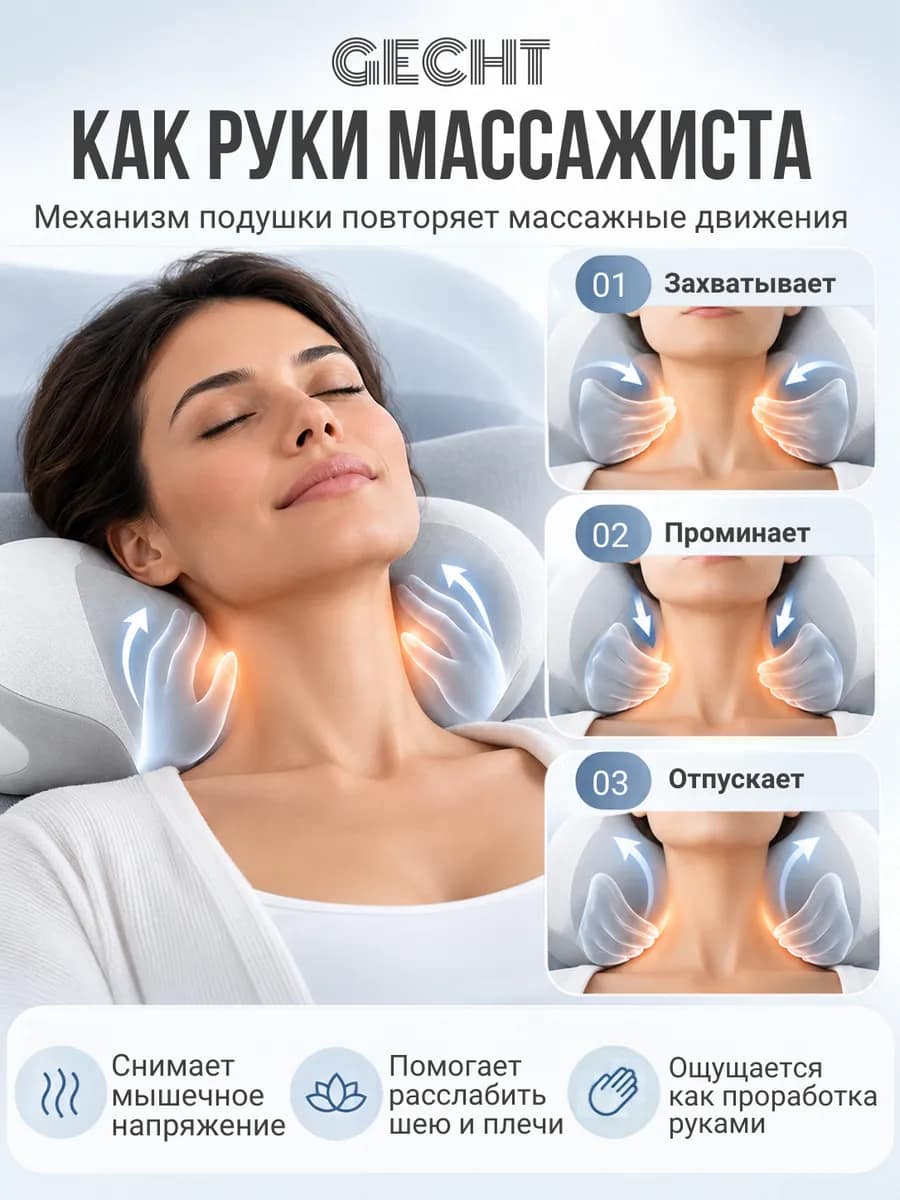 GECHT
КАК РУКИ МАССАЖИСТА
Механизм подушки повторяет массажные движения
01 Захватывает
02 Проминает
03 Отпускает
Снимает
мышечное
напряжение
Помогает
расслабить
шею и плечи
Ощущается
как проработка
руками